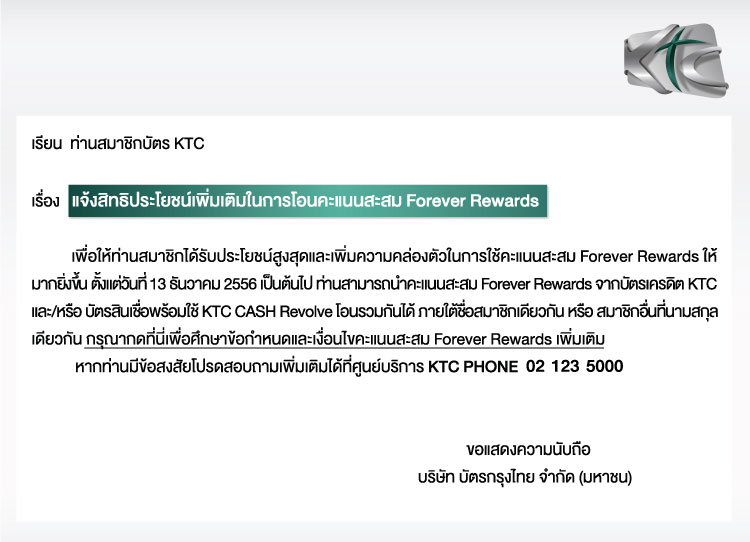 KTC
เรียน ท่านสมาชิกบัตร KTC
เรื่อง แจ้งสิทธิประโยชน์เพิ่มเติมในการโอนคะแนนสะสม Forever Rewards
เพื่อให้ท่านสมาชิกได้รับประโยชน์สูงสุดและเพิ่มความคล่องตัวในการใช้คะแนนสะสม Forever Rewards ให้
มากยิ่งขึ้น ตั้งแต่วันที่ 13 ธันวาคม 2556 เป็นต้นไป ท่านสามารถนำคะแนนสะสม Forever Rewards จากบัตรเครดิต KTC
และ/หรือ บัตรสินเชื่อพร้อมใช้ KTC CASH Revolve โอนรวมกันได้ ภายใต้ชื่อสมาชิกเดียวกัน หรือ สมาชิกอื่นที่นามสกุล
เดียวกัน กรุณากดที่นี่เพื่อศึกษาข้อกำหนดและเงื่อนไขคะแนนสะสม Forever Rewards เพิ่มเติม
หากท่านมีข้อสงสัยโปรดสอบถามเพิ่มเติมได้ที่ศูนย์บริการ KTC PHONE 02 123 5000
ขอแสดงความนับถือ
บริษัท บัตรกรุงไทย จำกัด (มหาชน)